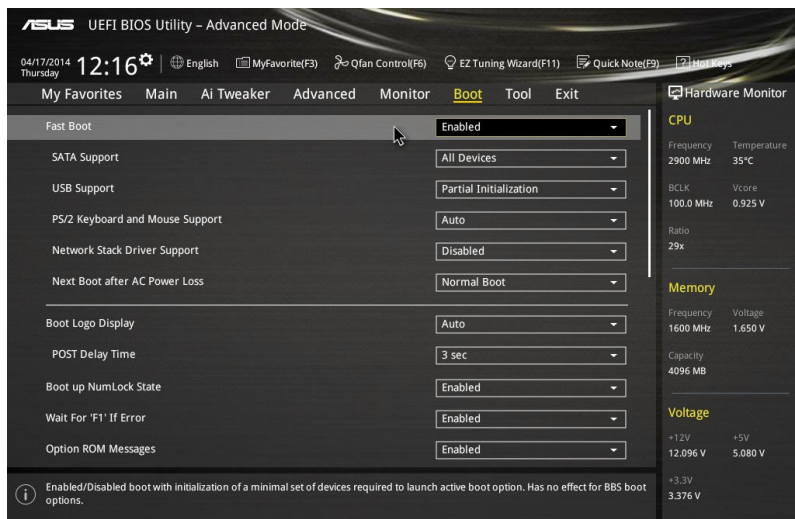 ASUS UEFI BIOS Utility – Advanced Mode
04/17/2014 Thursday 12:16 English MyFavorite(F3) Qfan Control(F6) EZ Tuning Wizard(F11) Quick Note(F9) ? Hot Keys
My Favorites Main Ai Tweaker Advanced Monitor Boot Tool Exit
Fast Boot Enabled
SATA Support All Devices
USB Support Partial Initialization
PS/2 Keyboard and Mouse Support Auto
Network Stack Driver Support Disabled
Next Boot after AC Power Loss Normal Boot
Boot Logo Display Auto
POST Delay Time 3 sec
Boot up NumLock State Enabled
Wait For 'F1' If Error Enabled
Option ROM Messages Enabled
Enabled/Disabled boot with initialization of a minimal set of devices required to launch active boot option. Has no effect for BBS boot
options.
Hardware Monitor
CPU
Frequency Temperature
2900 MHz 35°C
BCLK Vcore
100.0 MHz 0.925 V
Ratio
29x
Memory
Frequency Voltage
1600 MHz 1.650 V
Capacity
4096 MB
Voltage
+12V +5V
12.096 V 5.080 V
+3.3V
3.376 V